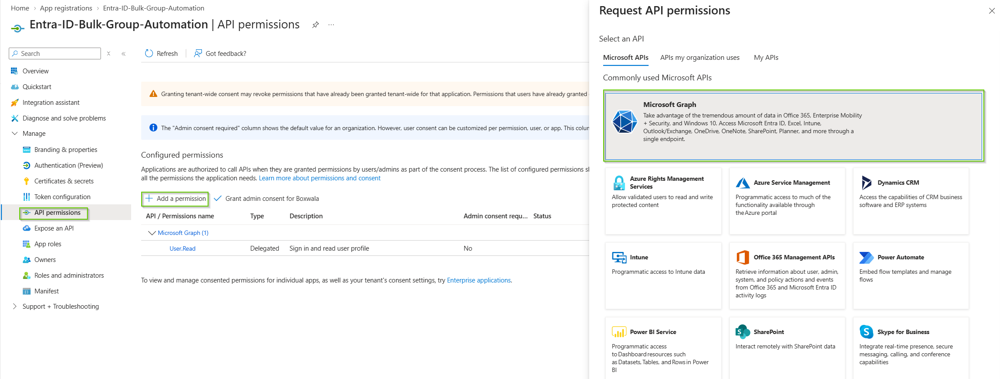 Home > App registrations > Entra-ID-Bulk-Group-Automation
Entra-ID-Bulk-Group-Automation | API permissions
Search
Overview
Quickstart
Integration assistant
Diagnose and solve problems
Manage
Branding & properties
Authentication (Preview)
Certificates & secrets
Token configuration
API permissions
Expose an API
App roles
Owners
Roles and administrators
Manifest
Support + Troubleshooting
Refresh
Got feedback?
Granting tenant-wide consent may revoke permissions that have already been granted tenant-wide for that application. Permissions that users have already granted
The "Admin consent required" column shows the default value for an organization. However, user consent can be customized per permission, user, or app. This
Configured permissions
Applications are authorized to call APIs when they are granted permissions by users/admins as part of the consent process. The list of configured permissions
all the permissions the application needs. Learn more about permissions and consent
Add a permission
Grant admin consent for Boxwala
API / Permissions name Type Description Admin consent requ... Status
Microsoft Graph (1)
User.Read Delegated Sign in and read user profile No
To view and manage consented permissions for individual apps, as well as your tenant's consent settings, try Enterprise applications.
Request API permissions
Select an API
Microsoft APIs APIs my organization uses My APIs
Commonly used Microsoft APIs
Microsoft Graph
Take advantage of the tremendous amount of data in Office 365, Enterprise Mobility
+ Security, and Windows 10. Access Microsoft Entra ID, Excel, Intune,
Outlook/Exchange, OneDrive, OneNote, SharePoint, Planner, and more through a
single endpoint.
Azure Rights Management
Services
Allow validated users to read and write
protected content
Azure Service Management
Programmatic access to much of the
functionality available through
the Azure portal
Dynamics CRM
Access the capabilities of CRM business
software and ERP systems
Intune
Programmatic access to Intune data
Office 365 Management APIs
Retrieve information about user, admin,
system, and policy actions and events
from Office 365 and Microsoft Entra ID
activity logs
Power Automate
Embed flow templates and manage
flows
Power BI Service
Programmatic access
to Dashboard resources such
as Datasets, Tables, and Rows in Power
BI
SharePoint
Interact remotely with SharePoint data
Skype for Business
Integrate real-time presence, secure
messaging, calling, and conference
capabilities